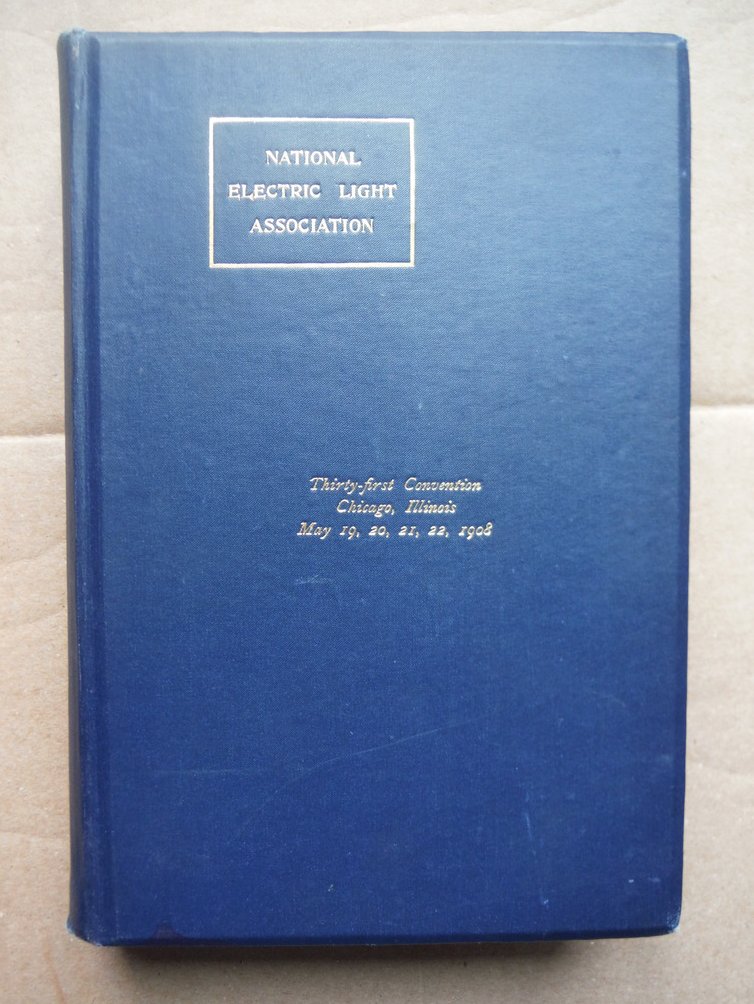 NATIONAL
ELECTRIC LIGHT
ASSOCIATION
Thirty-first Convention
Chicago, Illinois
May 19, 20, 21, 22, 1908